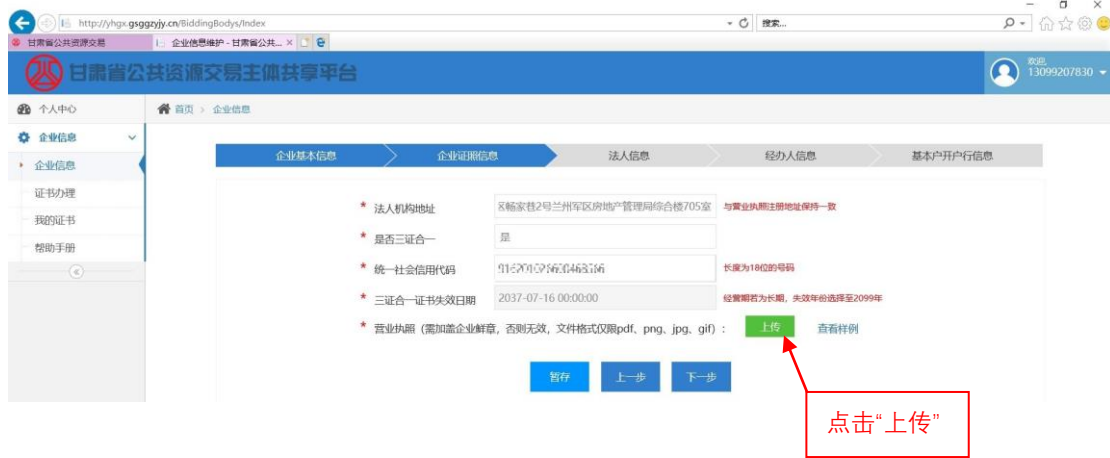 http://yhgx.gsggzyjy.cn/BiddingBodys/Index
搜索...
甘肃省公共资源交易
企业信息维护 - 甘肃省公共... ×
甘肃省公共资源交易主体共享平台
欢迎,
13099207830
个人中心
首页 > 企业信息
企业信息
企业信息
证书办理
我的证书
帮助手册
企业基本信息
企业证照信息
法人信息
经办人信息
基本户开户行信息
* 法人机构地址
畅家巷2号兰州军区房地产管理局综合楼705室
与营业执照注册地址保持一致
* 是否三证合一
是
* 统一社会信用代码
长度为18位的号码
* 三证合一证书失效日期
2037-07-16 00:00:00
经营期若为长期，失效年份选择至2099年
* 营业执照（需加盖企业鲜章，否则无效，文件格式仅限pdf、png、jpg、gif）：
上传
查看样例
暂存
上一步
下一步
点击“上传”